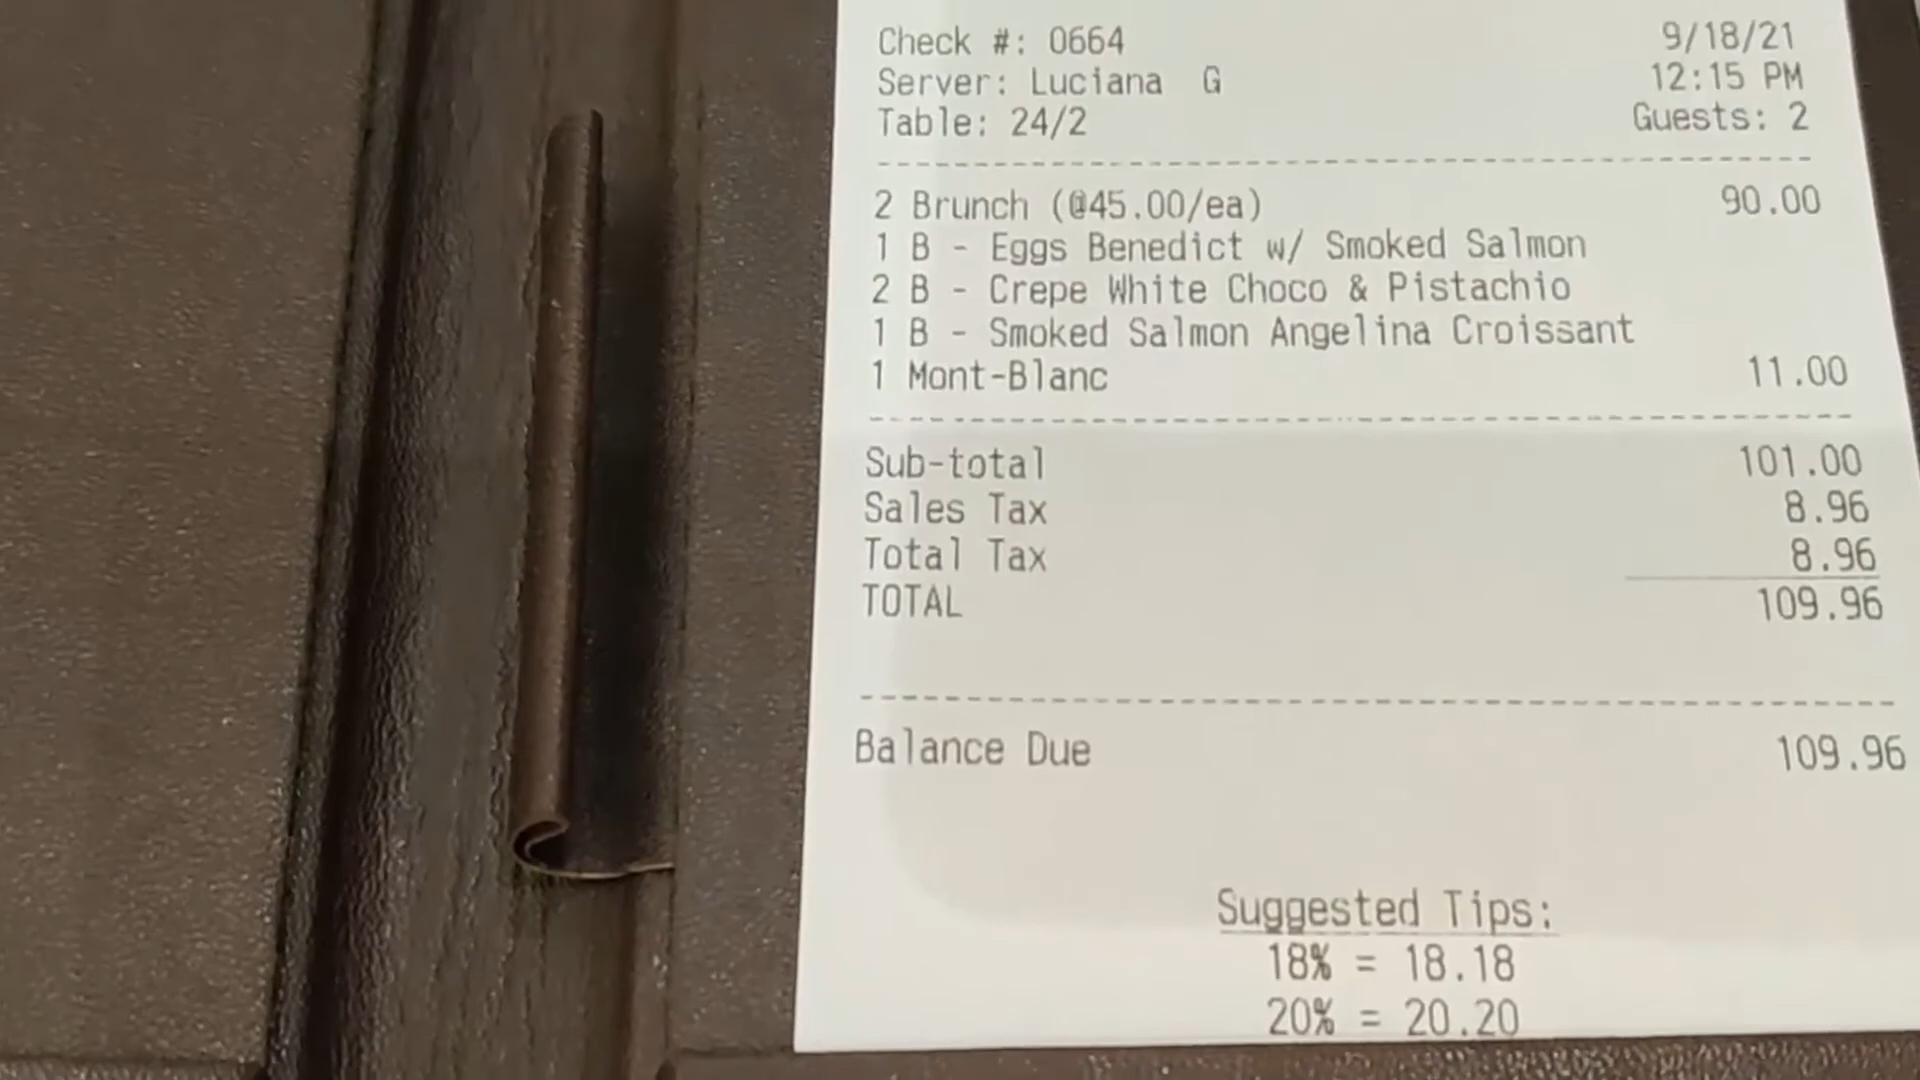 Check #: 0664 9/18/21
Server: Luciana G 12:15 PM
Table: 24/2 Guests: 2
2 Brunch (@45.00/ea) 90.00
1 B - Eggs Benedict w/ Smoked Salmon
2 B - Crepe White Choco & Pistachio
1 B - Smoked Salmon Angelina Croissant
1 Mont-Blanc 11.00
Sub-total 101.00
Sales Tax 8.96
Total Tax 8.96
TOTAL 109.96
Balance Due 109.96
Suggested Tips:
18% = 18.18
20% = 20.20